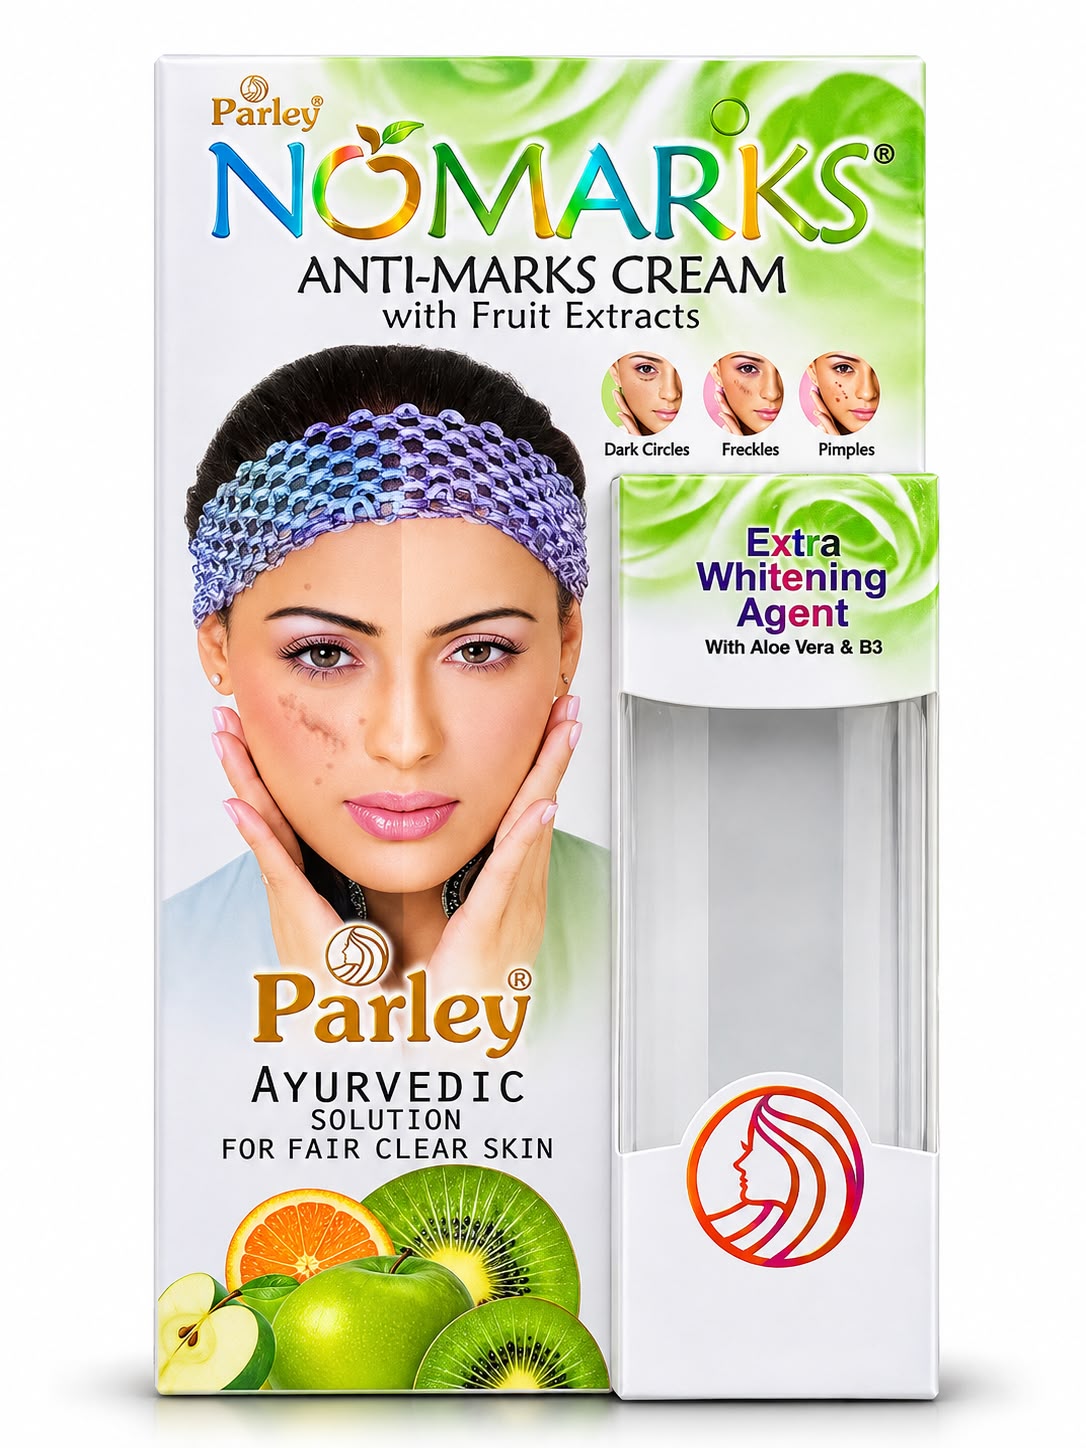 Parley®
NOMARKS®
ANTI-MARKS CREAM
with Fruit Extracts
Dark Circles
Freckles
Pimples
Extra
Whitening
Agent
With Aloe Vera & B3
Parley®
AYURVEDIC
SOLUTION
FOR FAIR CLEAR SKIN